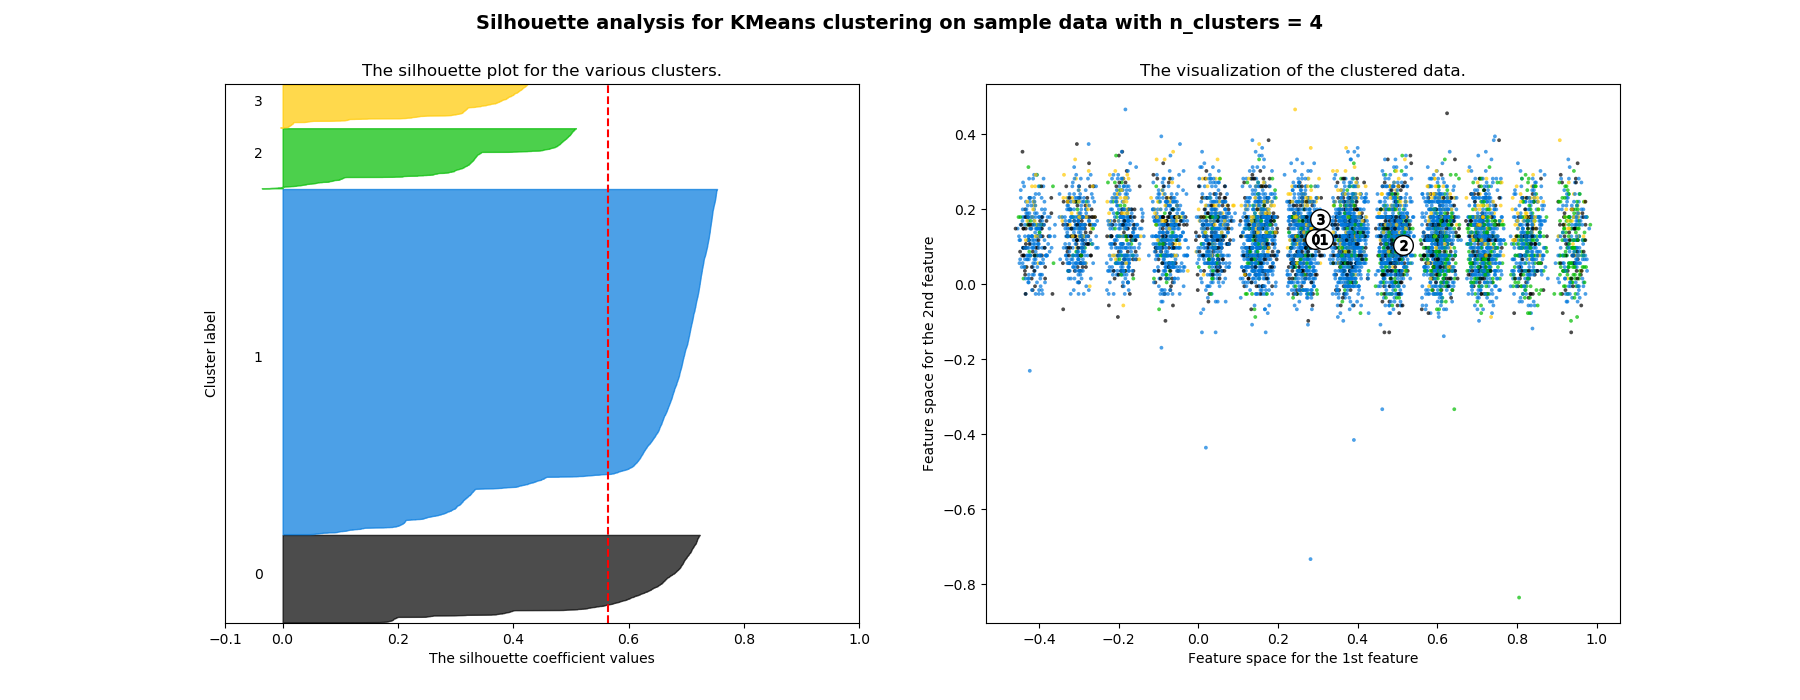 Silhouette analysis for KMeans clustering on sample data with n_clusters = 4
The silhouette plot for the various clusters.
3
2
1
0
Cluster label
−0.1 0.0 0.2 0.4 0.6 0.8 1.0
The silhouette coefficient values
The visualization of the clustered data.
0.4
0.2
0.0
−0.2
−0.4
−0.6
−0.8
Feature space for the 2nd feature
3
0 1
2
−0.4 −0.2 0.0 0.2 0.4 0.6 0.8 1.0
Feature space for the 1st feature